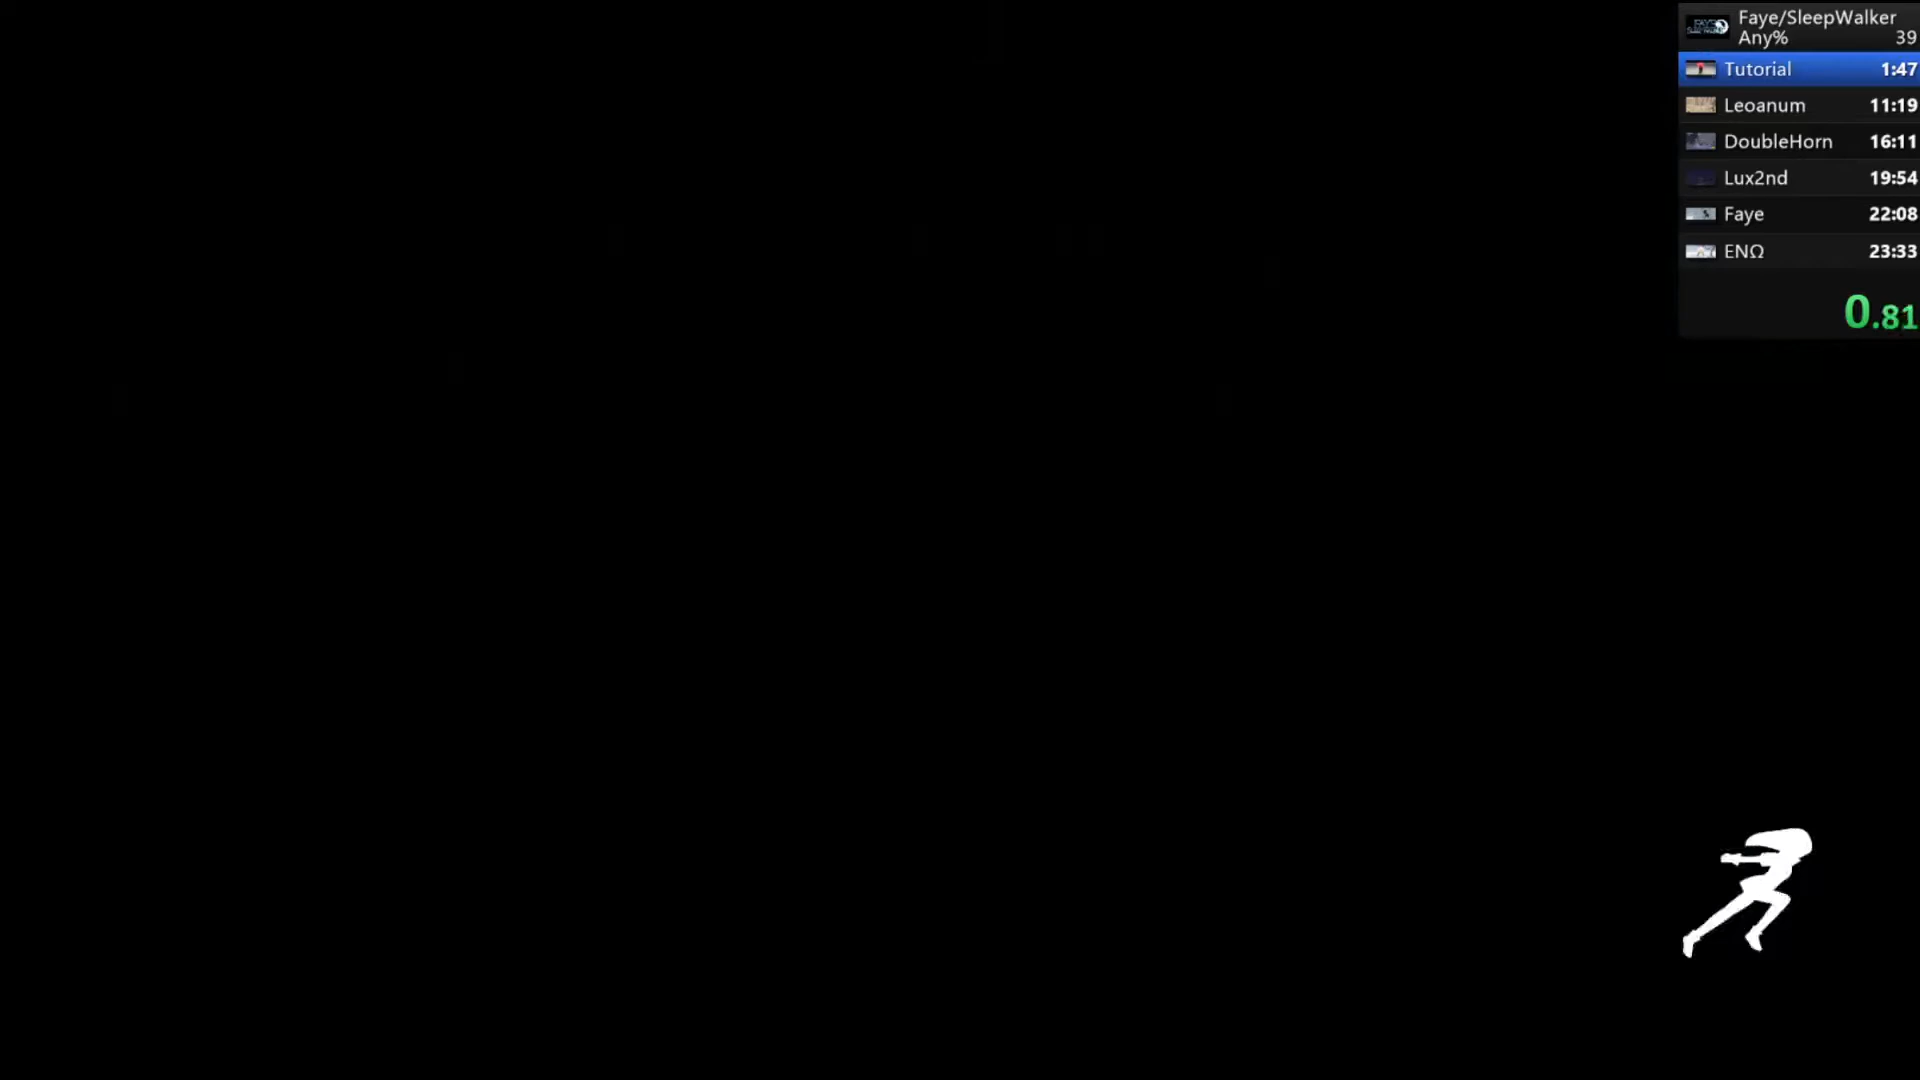 Faye/SleepWalker
Any% 39
Tutorial 1:47
Leoanum 11:19
DoubleHorn 16:11
Lux2nd 19:54
Faye 22:08
ENΩ 23:33
0.81